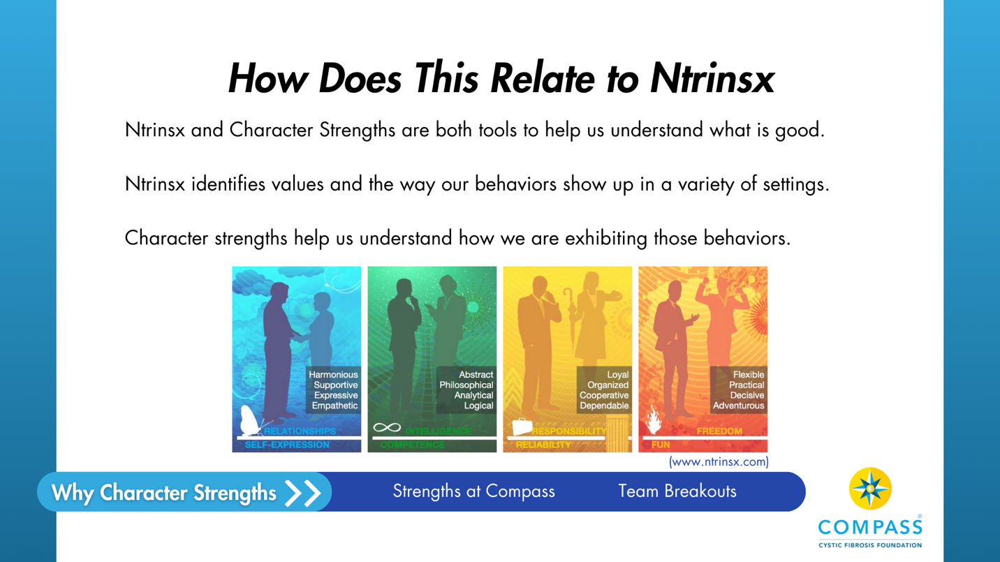 How Does This Relate to Ntrinsx
Ntrinsx and Character Strengths are both tools to help us understand what is good.
Ntrinsx identifies values and the way our behaviors show up in a variety of settings.
Character strengths help us understand how we are exhibiting those behaviors.
Harmonious
Supportive
Expressive
Empathetic
RELATIONSHIPS
SELF-EXPRESSION
Abstract
Philosophical
Analytical
Logical
INTELLIGENCE
COMPETENCE
Loyal
Organized
Cooperative
Dependable
RESPONSIBILITY
RELIABILITY
Flexible
Practical
Decisive
Adventurous
FREEDOM
FUN
(www.ntrinsx.com)
Why Character Strengths
Strengths at Compass
Team Breakouts
COMPASS®
CYSTIC FIBROSIS FOUNDATION